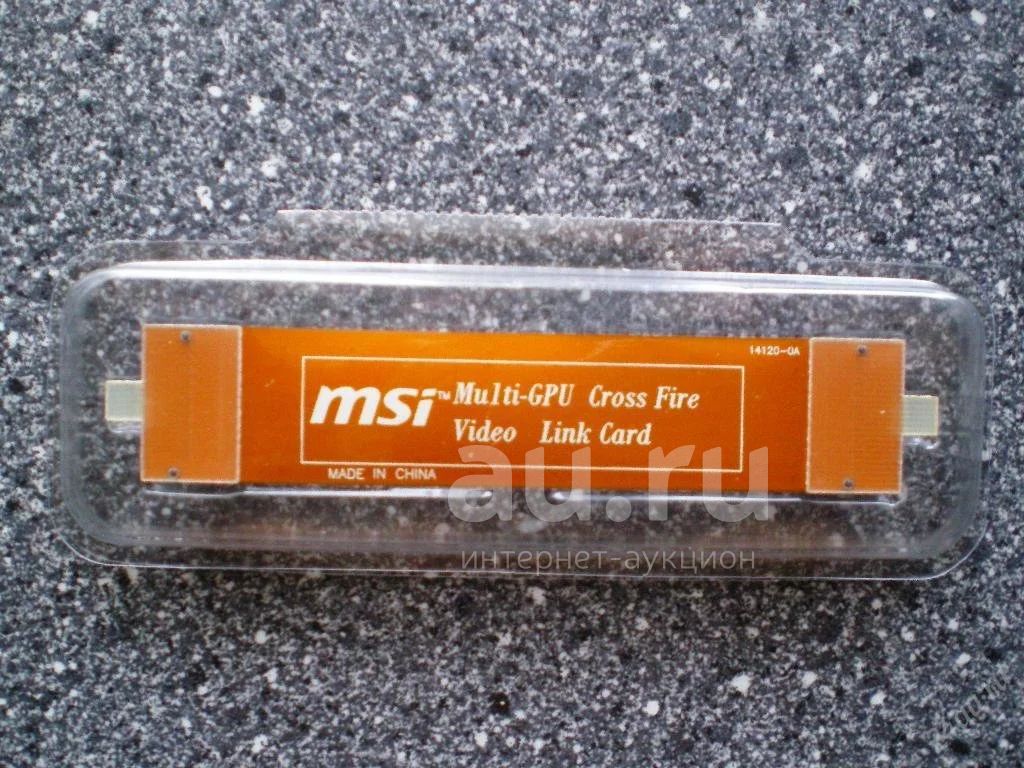 14120-0A
msi™ Multi-GPU Cross Fire
Video Link Card
MADE IN CHINA
au.ru
интернет-аукцион